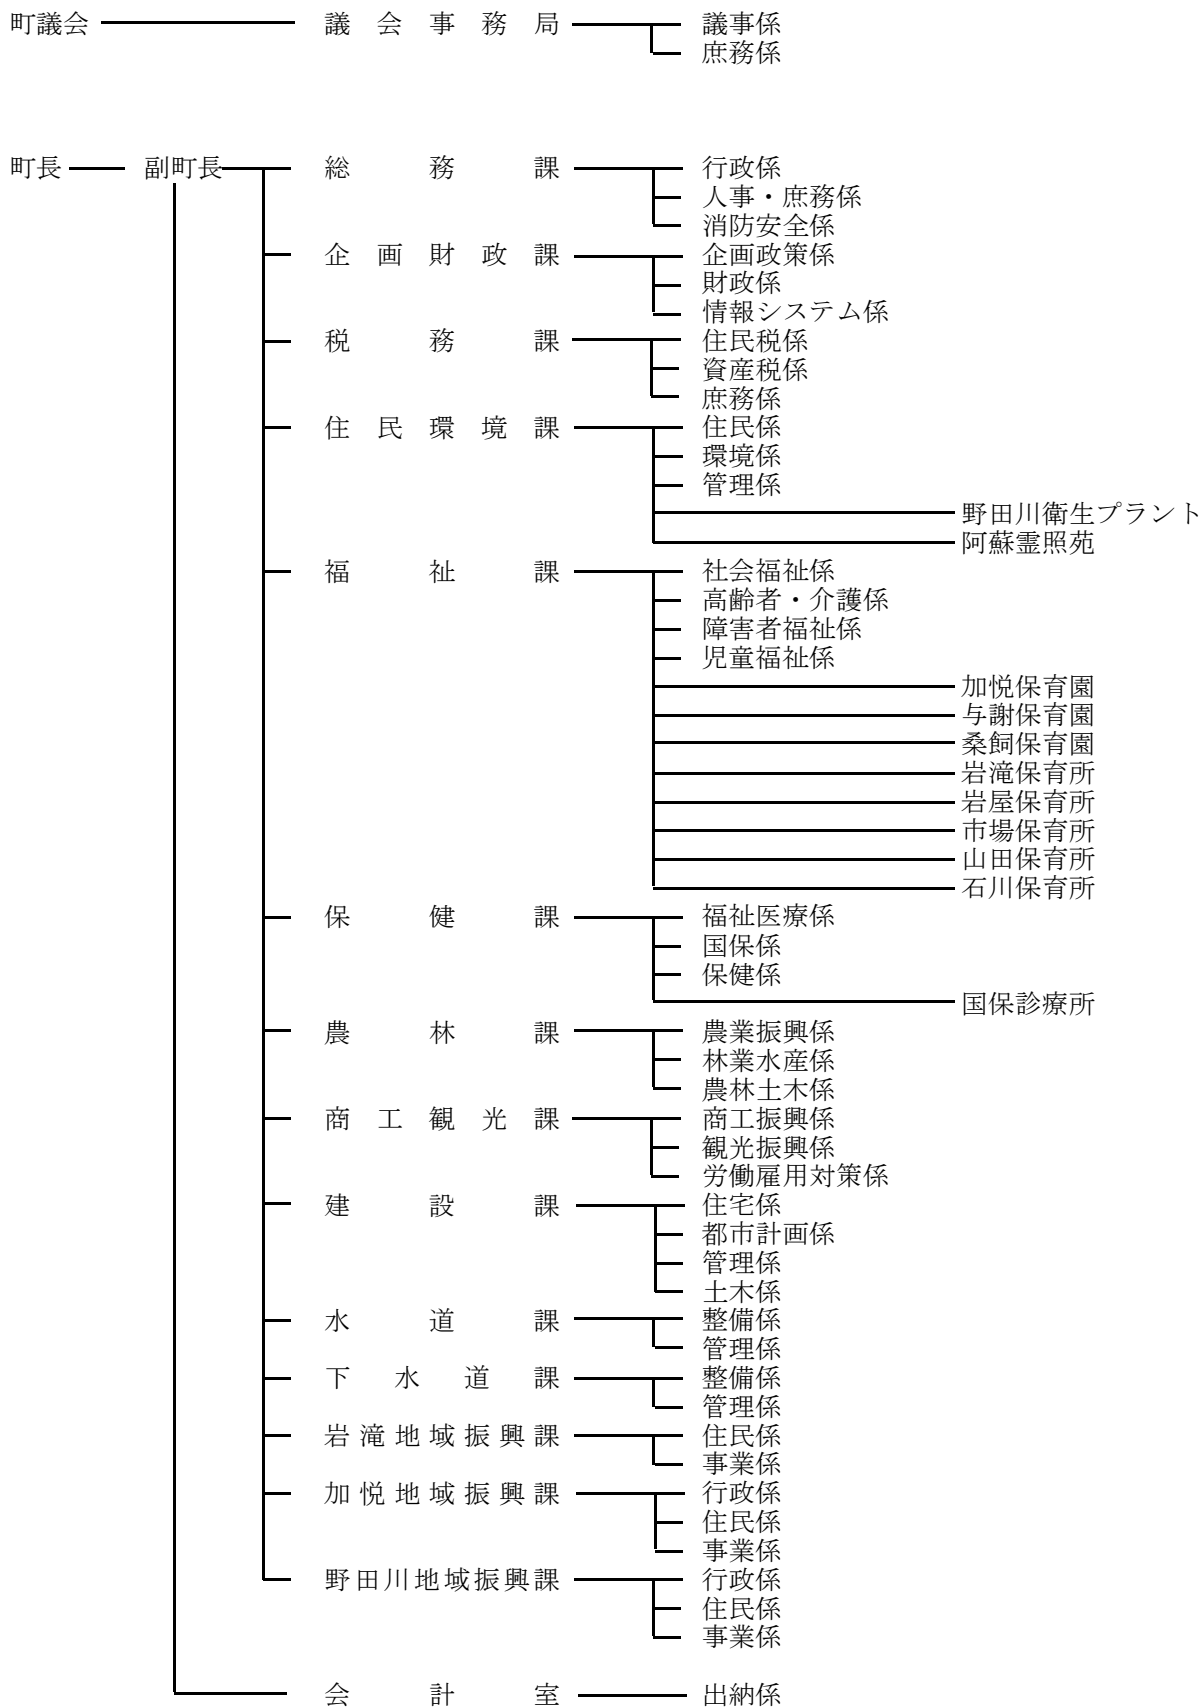 町議会 議会事務局 議事係
庶務係
町長 副町長 総務課 行政係
人事・庶務係
消防安全係
企画財政課 企画政策係
財政係
情報システム係
税務課 住民税係
資産税係
庶務係
住民環境課 住民係
環境係
管理係
野田川衛生プラント
阿蘇霊照苑
福祉課 社会福祉係
高齢者・介護係
障害者福祉係
児童福祉係
加悦保育園
与謝保育園
桑飼保育園
岩滝保育所
岩屋保育所
市場保育所
山田保育所
石川保育所
保健課 福祉医療係
国保係
保健係
国保診療所
農林課 農業振興係
林業水産係
農林土木係
商工観光課 商工振興係
観光振興係
労働雇用対策係
建設課 住宅係
都市計画係
管理係
土木係
水道課 整備係
管理係
下水道課 整備係
管理係
岩滝地域振興課 住民係
事業係
加悦地域振興課 行政係
住民係
事業係
野田川地域振興課 行政係
住民係
事業係
会計室 出納係